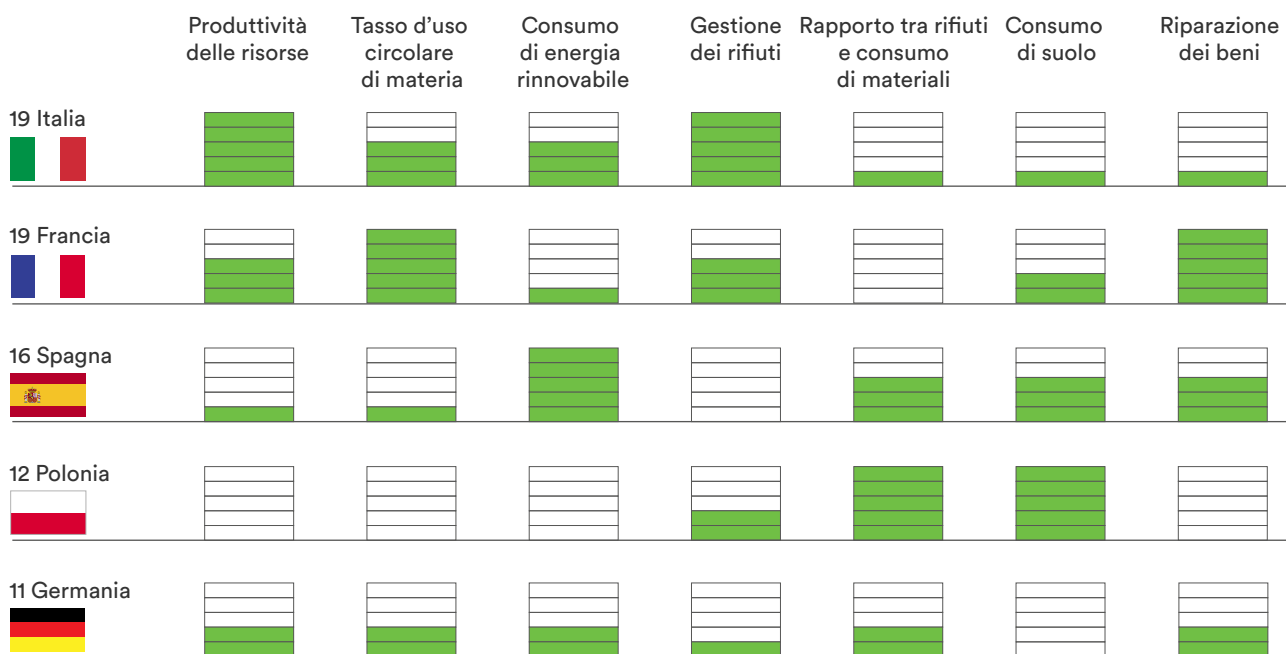 Produttività
delle risorse
Tasso d'uso
circolare
di materia
Consumo
di energia
rinnovabile
Gestione
dei rifiuti
Rapporto tra rifiuti
e consumo
di materiali
Consumo
di suolo
Riparazione
dei beni
19 Italia
19 Francia
16 Spagna
12 Polonia
11 Germania